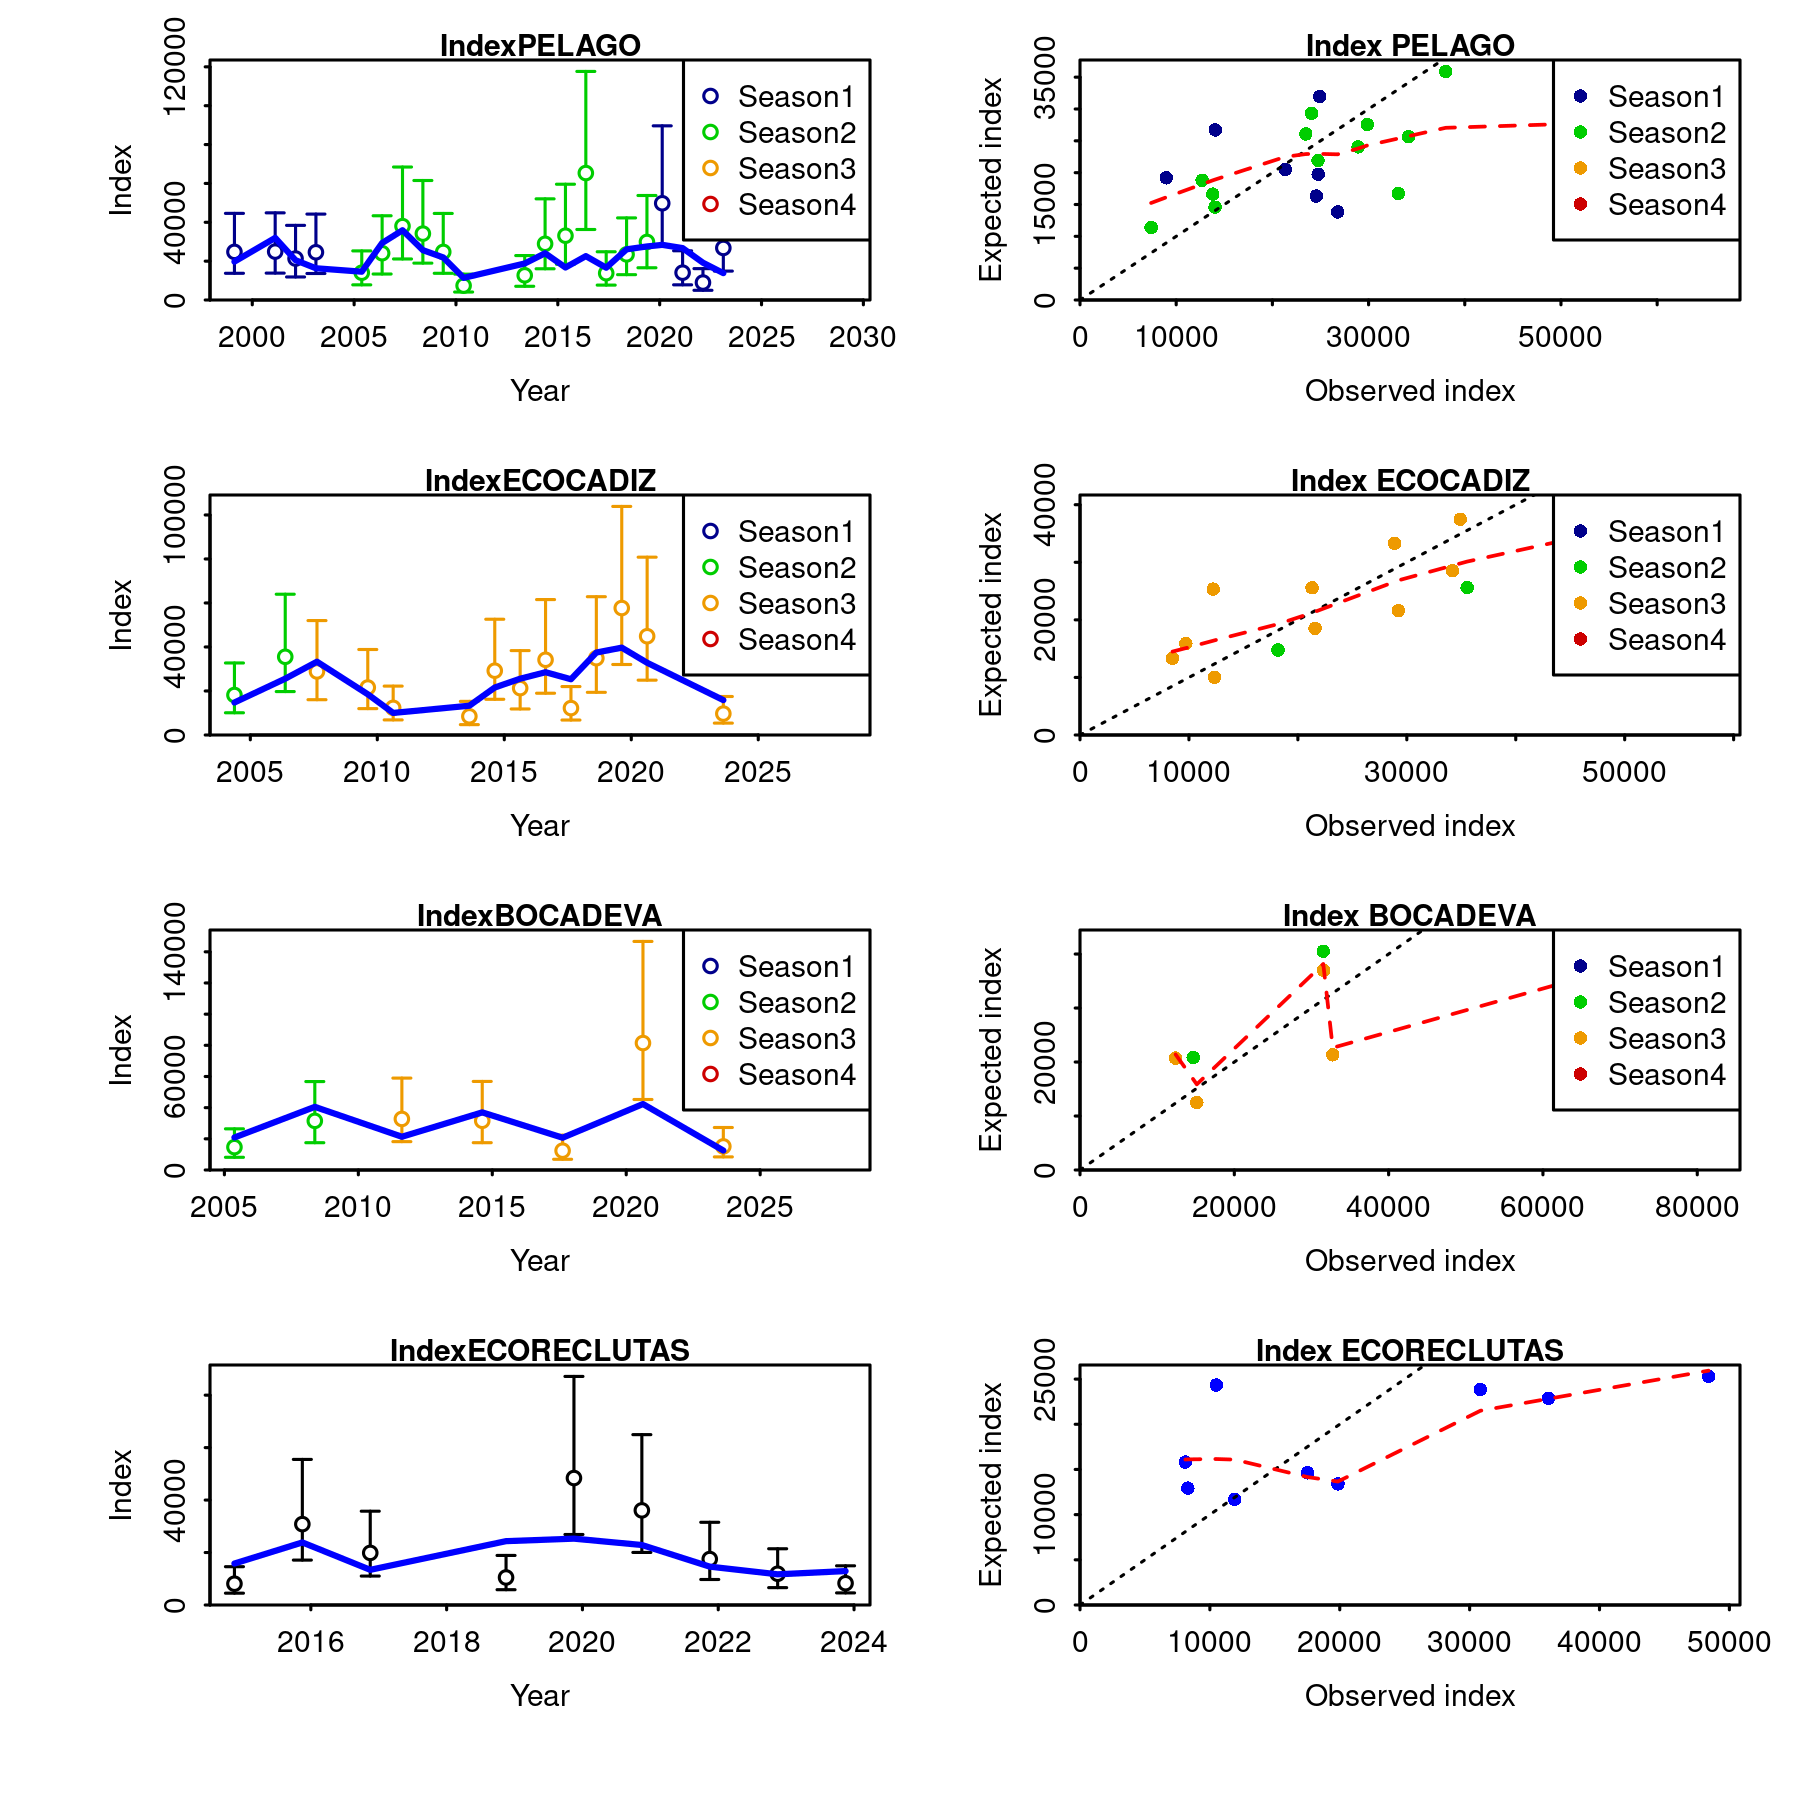 IndexPELAGO
Index
0
40000
120000
Season1
Season2
Season3
Season4
2000 2005 2010 2015 2020 2025 2030
Year
Index PELAGO
Expected index
0
15000
35000
Season1
Season2
Season3
Season4
0 10000 30000 50000
Observed index
IndexECOCADIZ
Index
0
40000
100000
Season1
Season2
Season3
Season4
2005 2010 2015 2020 2025
Year
Index ECOCADIZ
Expected index
0
20000
40000
Season1
Season2
Season3
Season4
0 10000 30000 50000
Observed index
IndexBOCADEVA
Index
0
60000
140000
Season1
Season2
Season3
Season4
2005 2010 2015 2020 2025
Year
Index BOCADEVA
Expected index
0
20000
Season1
Season2
Season3
Season4
0 20000 40000 60000 80000
Observed index
IndexECORECLUTAS
Index
0
40000
2016 2018 2020 2022 2024
Year
Index ECORECLUTAS
Expected index
0
10000
25000
0 10000 20000 30000 40000 50000
Observed index